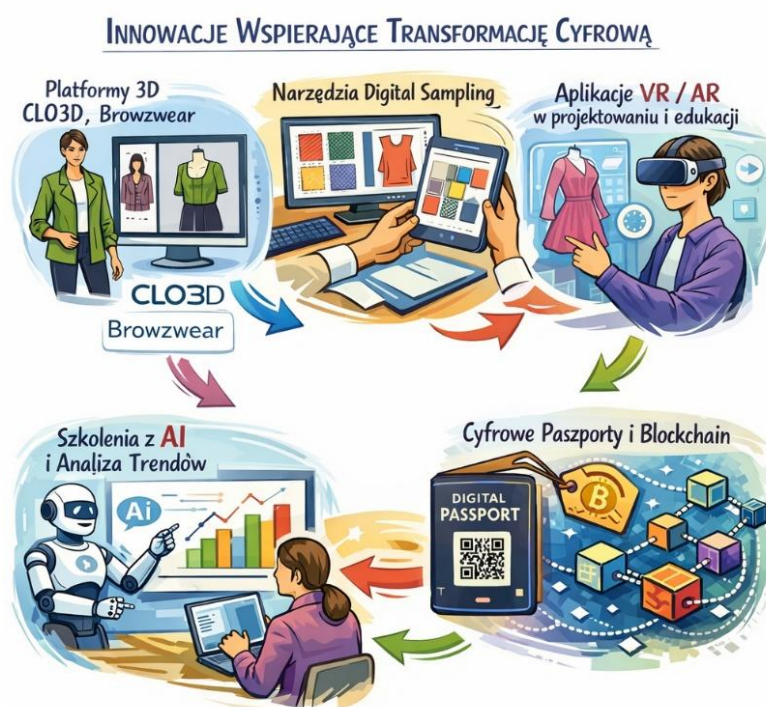 INNOWACJE WSPIERAJĄCE TRANSFORMACJĘ CYFROWĄ
Platformy 3D
CLO3D, Browzwear
Narzędzia Digital Sampling
Aplikacje VR / AR
w projektowaniu i edukacji
CLO3D
Browzwear
Szkolenia z AI
i Analiza Trendów
Ai
Cyfrowe Paszporty i Blockchain
DIGITAL
PASSPORT
B